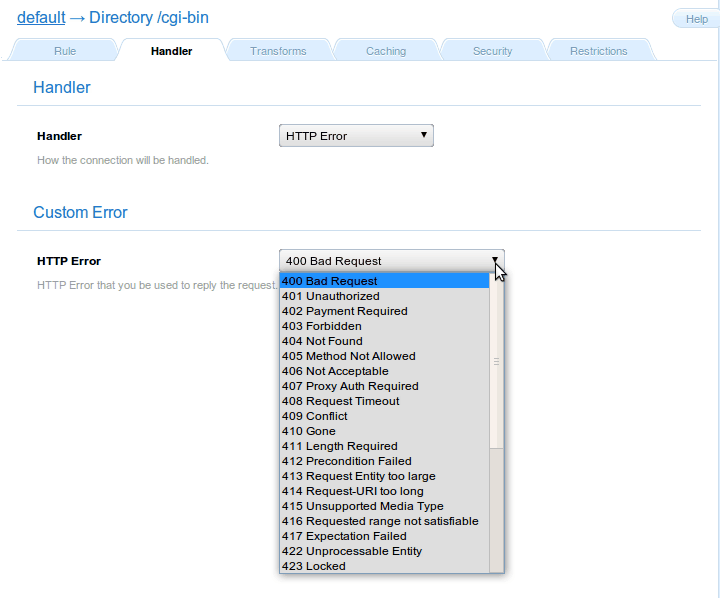 default → Directory /cgi-bin
Help
Rule Handler Transforms Caching Security Restrictions
Handler
Handler HTTP Error
How the connection will be handled.
Custom Error
HTTP Error 400 Bad Request
HTTP Error that you be used to reply the request.
400 Bad Request
401 Unauthorized
402 Payment Required
403 Forbidden
404 Not Found
405 Method Not Allowed
406 Not Acceptable
407 Proxy Auth Required
408 Request Timeout
409 Conflict
410 Gone
411 Length Required
412 Precondition Failed
413 Request Entity too large
414 Request-URI too long
415 Unsupported Media Type
416 Requested range not satisfiable
417 Expectation Failed
422 Unprocessable Entity
423 Locked